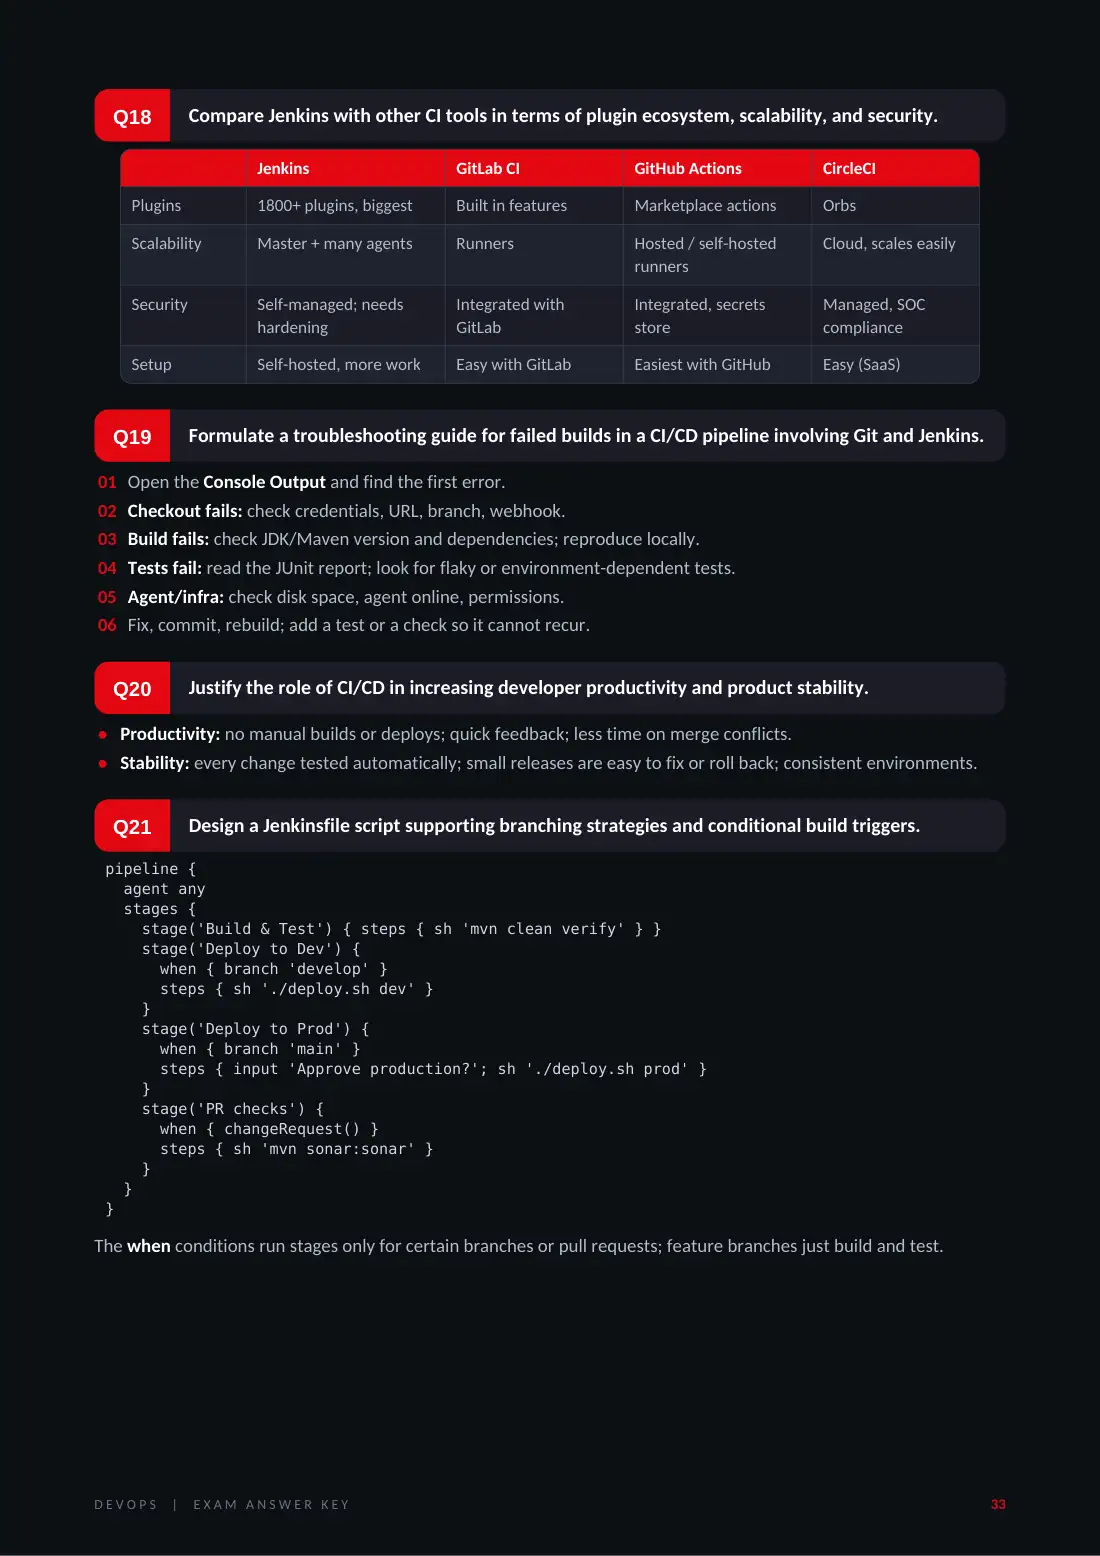 Q18 Compare Jenkins with other CI tools in terms of plugin ecosystem, scalability, and security.
Jenkins GitLab CI GitHub Actions CircleCI
Plugins 1800+ plugins, biggest Built in features Marketplace actions Orbs
Scalability Master + many agents Runners Hosted / self-hosted Cloud, scales easily
runners
Security Self-managed; needs Integrated with Integrated, secrets Managed, SOC
hardening GitLab store compliance
Setup Self-hosted, more work Easy with GitLab Easiest with GitHub Easy (SaaS)
Q19 Formulate a troubleshooting guide for failed builds in a CI/CD pipeline involving Git and Jenkins.
01 Open the Console Output and find the first error.
02 Checkout fails: check credentials, URL, branch, webhook.
03 Build fails: check JDK/Maven version and dependencies; reproduce locally.
04 Tests fail: read the JUnit report; look for flaky or environment-dependent tests.
05 Agent/infra: check disk space, agent online, permissions.
06 Fix, commit, rebuild; add a test or a check so it cannot recur.
Q20 Justify the role of CI/CD in increasing developer productivity and product stability.
• Productivity: no manual builds or deploys; quick feedback; less time on merge conflicts.
• Stability: every change tested automatically; small releases are easy to fix or roll back; consistent environments.
Q21 Design a Jenkinsfile script supporting branching strategies and conditional build triggers.
pipeline {
  agent any
  stages {
    stage('Build & Test') { steps { sh 'mvn clean verify' } }
    stage('Deploy to Dev') {
      when { branch 'develop' }
      steps { sh './deploy.sh dev' }
    }
    stage('Deploy to Prod') {
      when { branch 'main' }
      steps { input 'Approve production?'; sh './deploy.sh prod' }
    }
    stage('PR checks') {
      when { changeRequest() }
      steps { sh 'mvn sonar:sonar' }
    }
  }
}
The when conditions run stages only for certain branches or pull requests; feature branches just build and test.
DEVOPS | EXAM ANSWER KEY 33